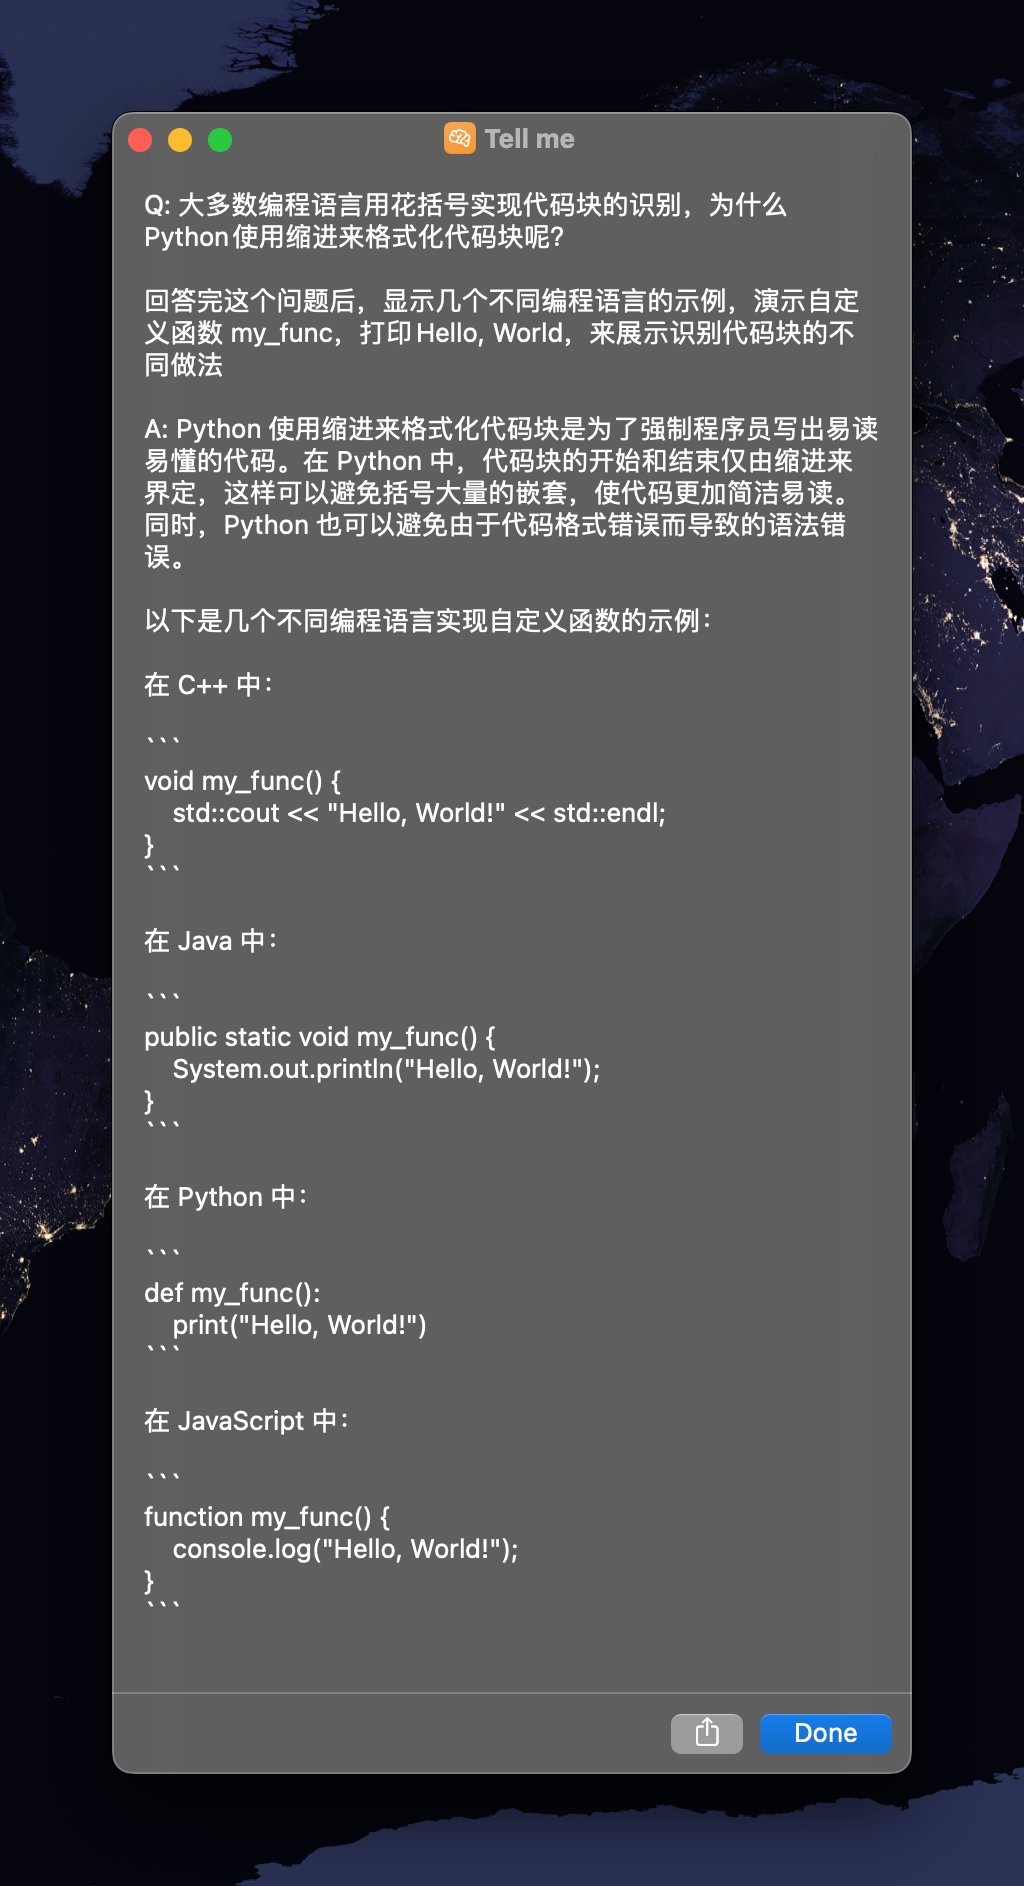 Tell me
Q: 大多数编程语言用花括号实现代码块的识别，为什么
Python使用缩进来格式化代码块呢？
回答完这个问题后，显示几个不同编程语言的示例，演示自定
义函数 my_func，打印Hello, World，来展示识别代码块的不
同做法
A: Python 使用缩进来格式化代码块是为了强制程序员写出易读
易懂的代码。在 Python 中，代码块的开始和结束仅由缩进来
界定，这样可以避免括号大量的嵌套，使代码更加简洁易读。
同时，Python 也可以避免由于代码格式错误而导致的语法错
误。
以下是几个不同编程语言实现自定义函数的示例：
在 C++ 中：
```
void my_func() {
    std::cout << "Hello, World!" << std::endl;
}
```
在 Java 中：
```
public static void my_func() {
    System.out.println("Hello, World!");
}
```
在 Python 中：
```
def my_func():
    print("Hello, World!")
```
在 JavaScript 中：
```
function my_func() {
    console.log("Hello, World!");
}
```
Done